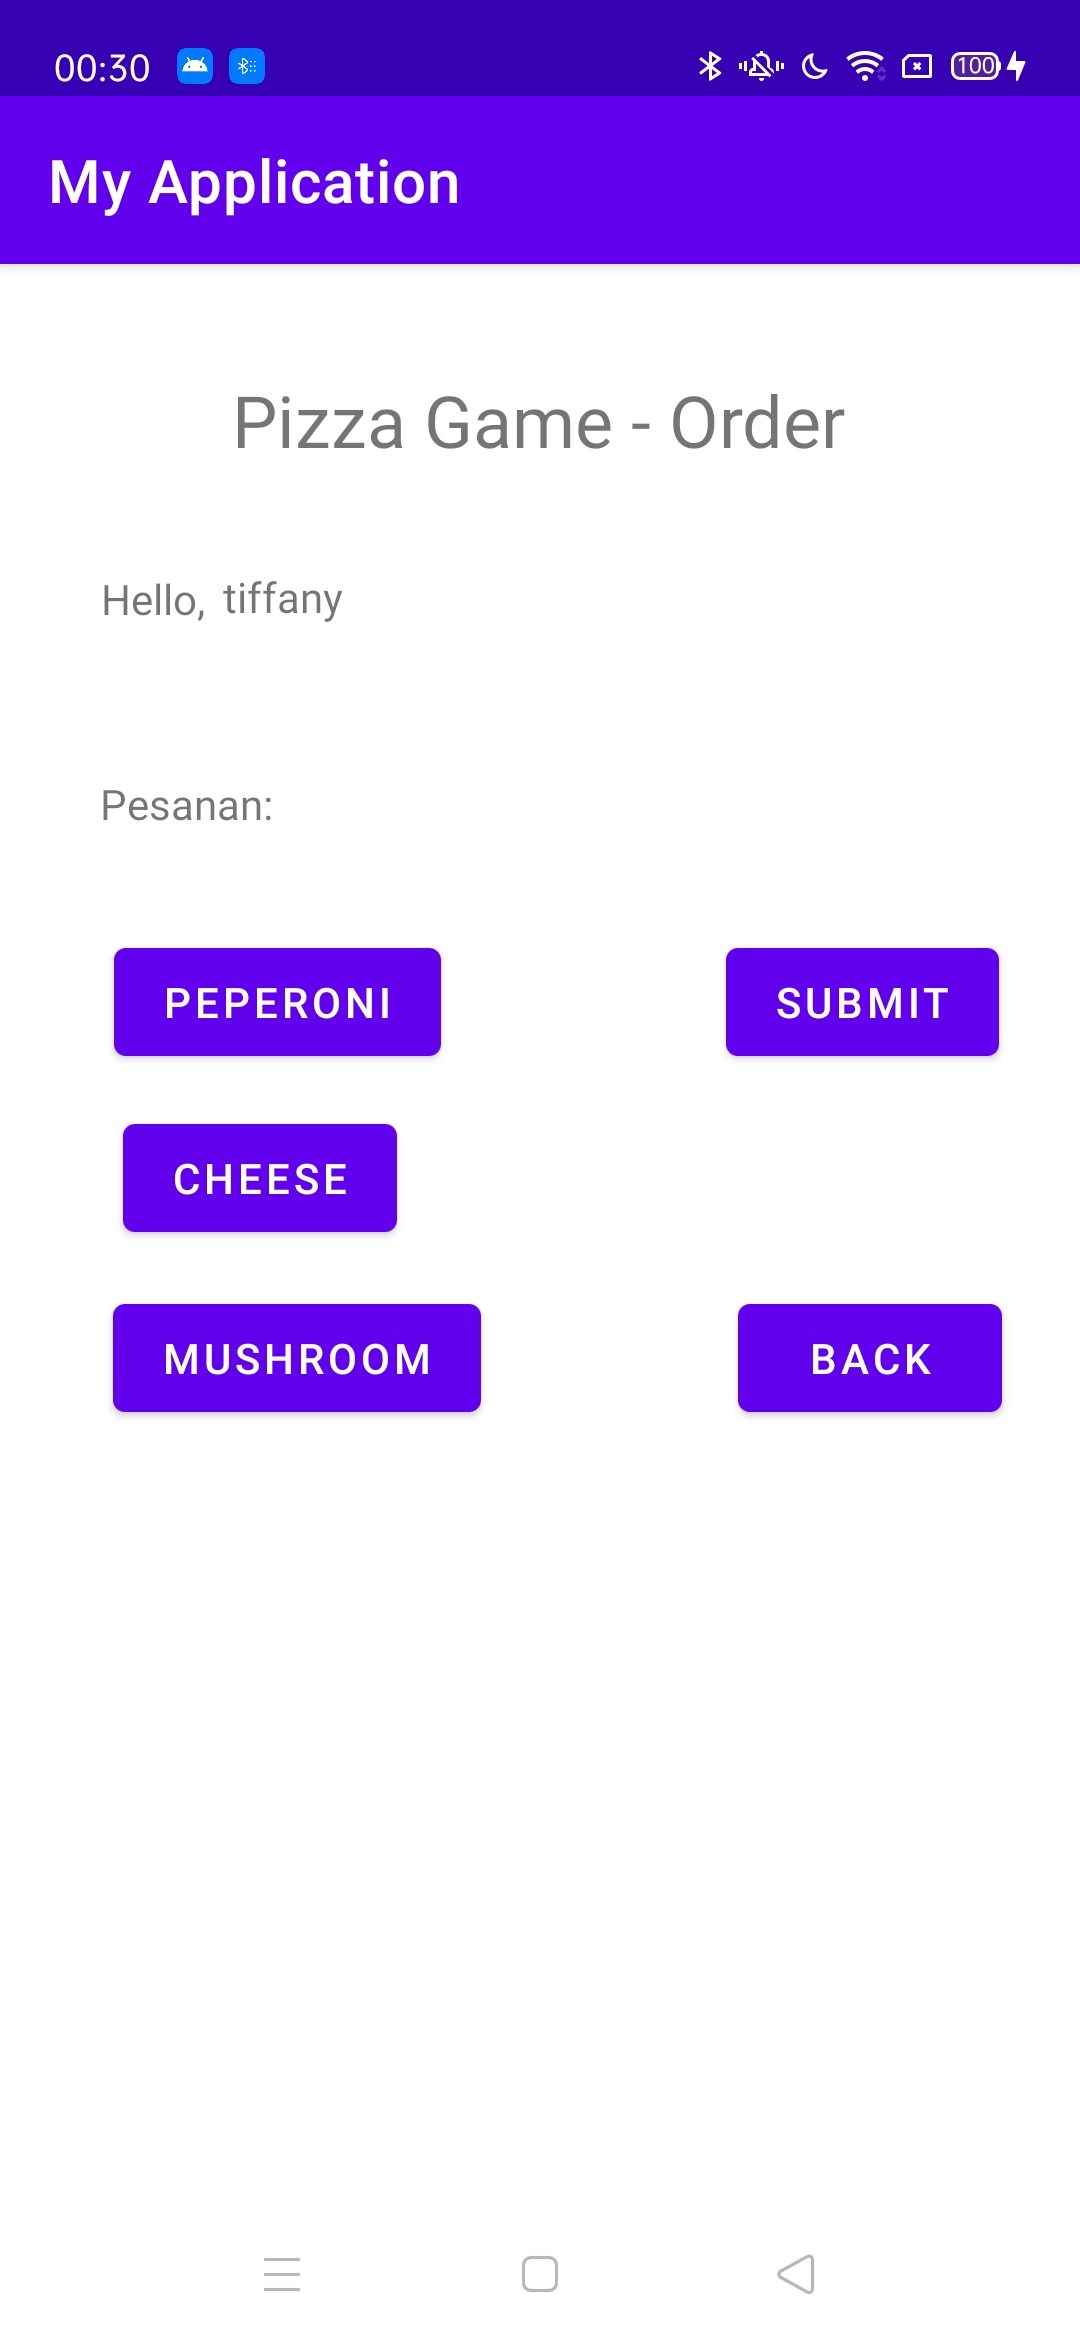 00:30 100
My Application
Pizza Game - Order
Hello, tiffany
Pesanan:
PEPERONI SUBMIT
CHEESE
MUSHROOM BACK